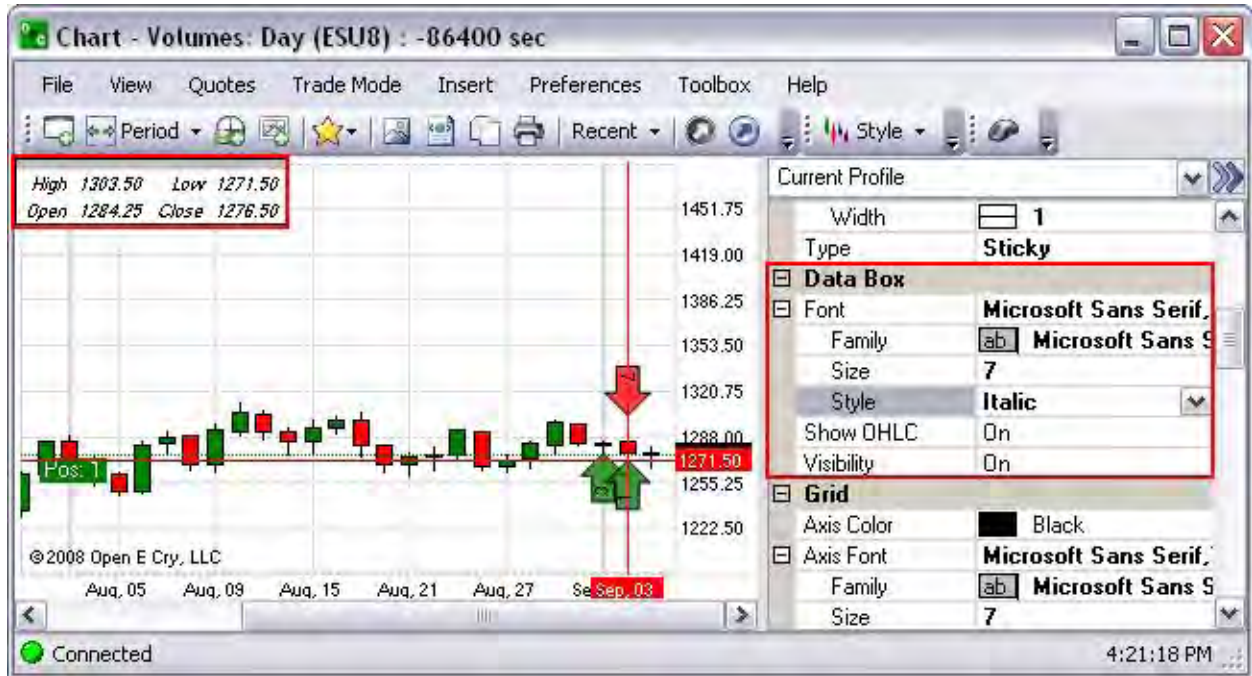 Chart - Volumes: Day (ESU8) : -86400 sec
File View Quotes Trade Mode Insert Preferences Toolbox Help
Period Recent Style
High 1303.50 Low 1271.50
Open 1284.25 Close 1276.50
1451.75
1419.00
1386.25
1353.50
1320.75
1288.00
1271.50
1255.25
1222.50
Pos: 1
©2008 Open E Cry, LLC
Aug, 05 Aug, 09 Aug, 15 Aug, 21 Aug, 27 Se Sep, 03
Current Profile
Width 1
Type Sticky
Data Box
Font Microsoft Sans Serif,
Family ab Microsoft Sans S
Size 7
Style Italic
Show OHLC On
Visibility On
Grid
Axis Color Black
Axis Font Microsoft Sans Serif,
Family ab Microsoft Sans S
Size 7
Connected 4:21:18 PM